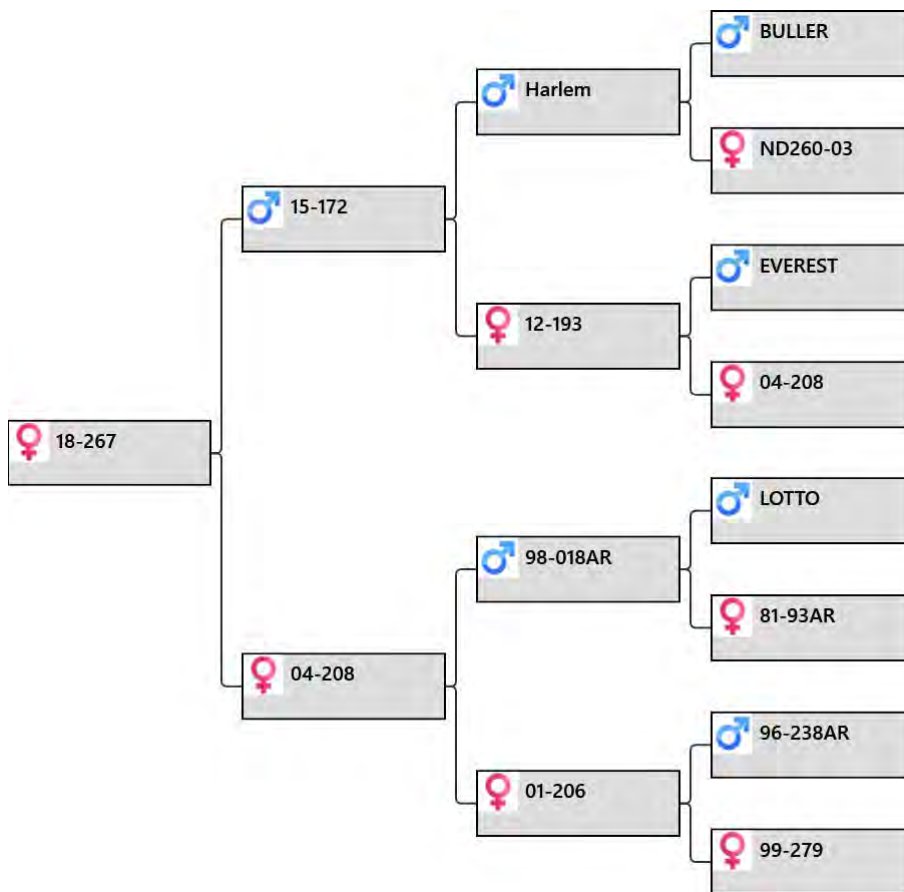 BULLER
Harlem
ND260-03
15-172
EVEREST
12-193
04-208
18-267
LOTTO
98-018AR
81-93AR
04-208
96-238AR
01-206
99-279